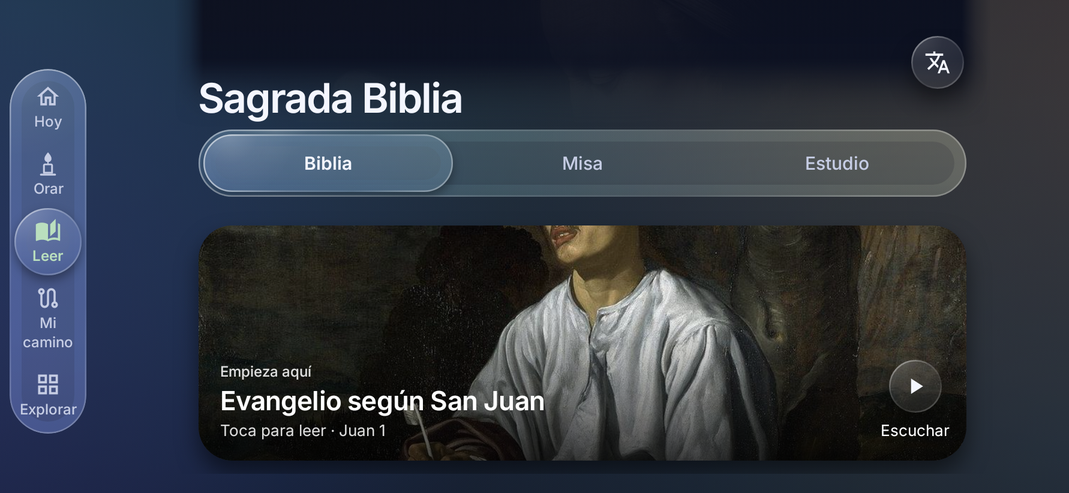 Sagrada Biblia
Biblia
Misa
Estudio
Hoy
Orar
Leer
Mi
camino
Explorar
Empieza aquí
Evangelio según San Juan
Toca para leer · Juan 1
Escuchar